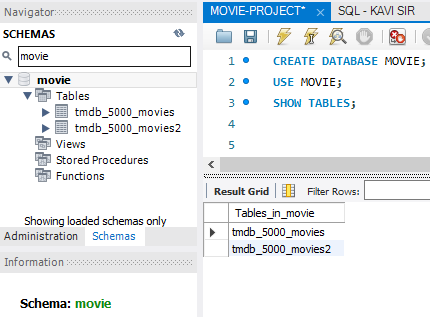 Navigator
SCHEMAS
movie
movie
Tables
tmdb_5000_movies
tmdb_5000_movies2
Views
Stored Procedures
Functions
Showing loaded schemas only
Administration Schemas
Information
Schema: movie
MOVIE-PROJECT* SQL - KAVI SIR
1 CREATE DATABASE MOVIE;
2 USE MOVIE;
3 SHOW TABLES;
4
5
Result Grid Filter Rows:
Tables_in_movie
tmdb_5000_movies
tmdb_5000_movies2